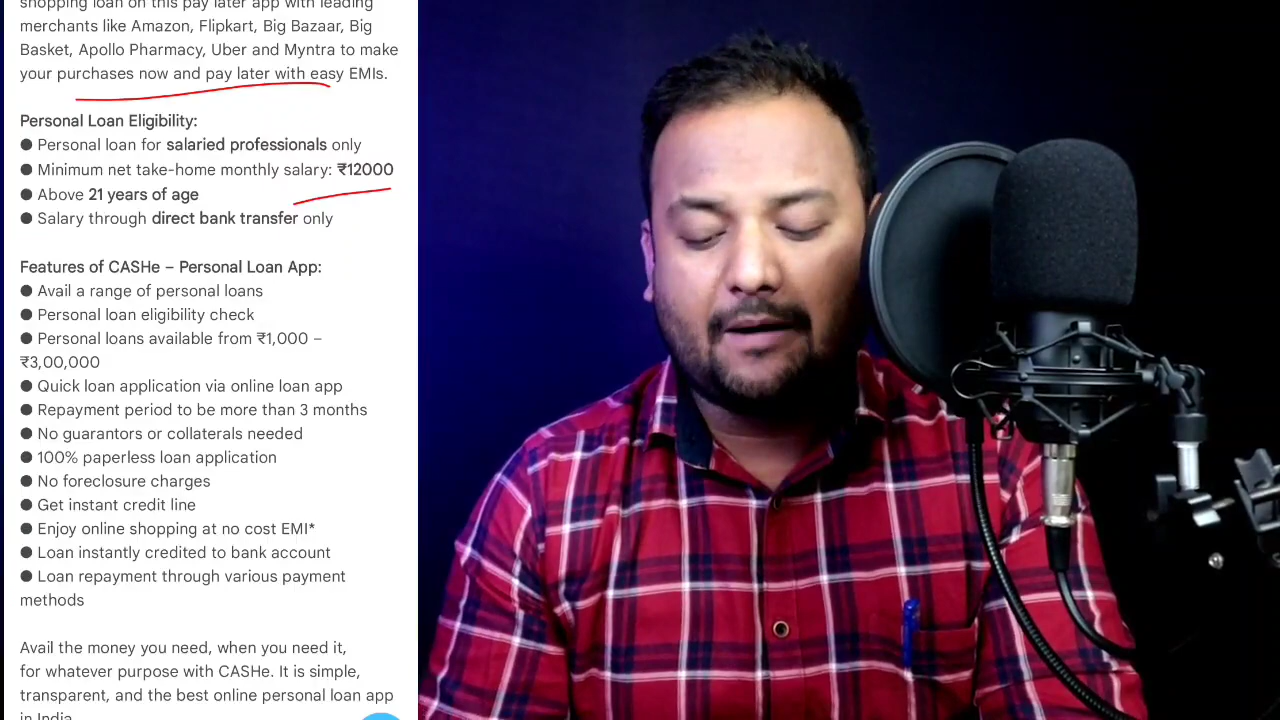 shopping loan on this pay later app with leading
merchants like Amazon, Flipkart, Big Bazaar, Big
Basket, Apollo Pharmacy, Uber and Myntra to make
your purchases now and pay later with easy EMIs.
Personal Loan Eligibility:
● Personal loan for salaried professionals only
● Minimum net take-home monthly salary: ₹12000
● Above 21 years of age
● Salary through direct bank transfer only
Features of CASHe – Personal Loan App:
● Avail a range of personal loans
● Personal loan eligibility check
● Personal loans available from ₹1,000 –
₹3,00,000
● Quick loan application via online loan app
● Repayment period to be more than 3 months
● No guarantors or collaterals needed
● 100% paperless loan application
● No foreclosure charges
● Get instant credit line
● Enjoy online shopping at no cost EMI*
● Loan instantly credited to bank account
● Loan repayment through various payment
methods
Avail the money you need, when you need it,
for whatever purpose with CASHe. It is simple,
transparent, and the best online personal loan app
in India